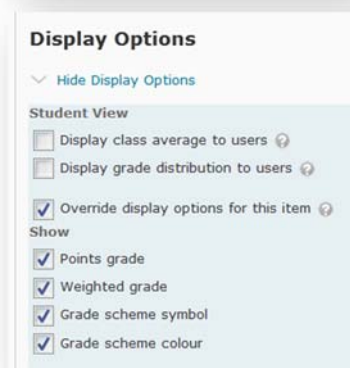 Display Options
Hide Display Options
Student View
Display class average to users
Display grade distribution to users
Override display options for this item
Show
Points grade
Weighted grade
Grade scheme symbol
Grade scheme colour